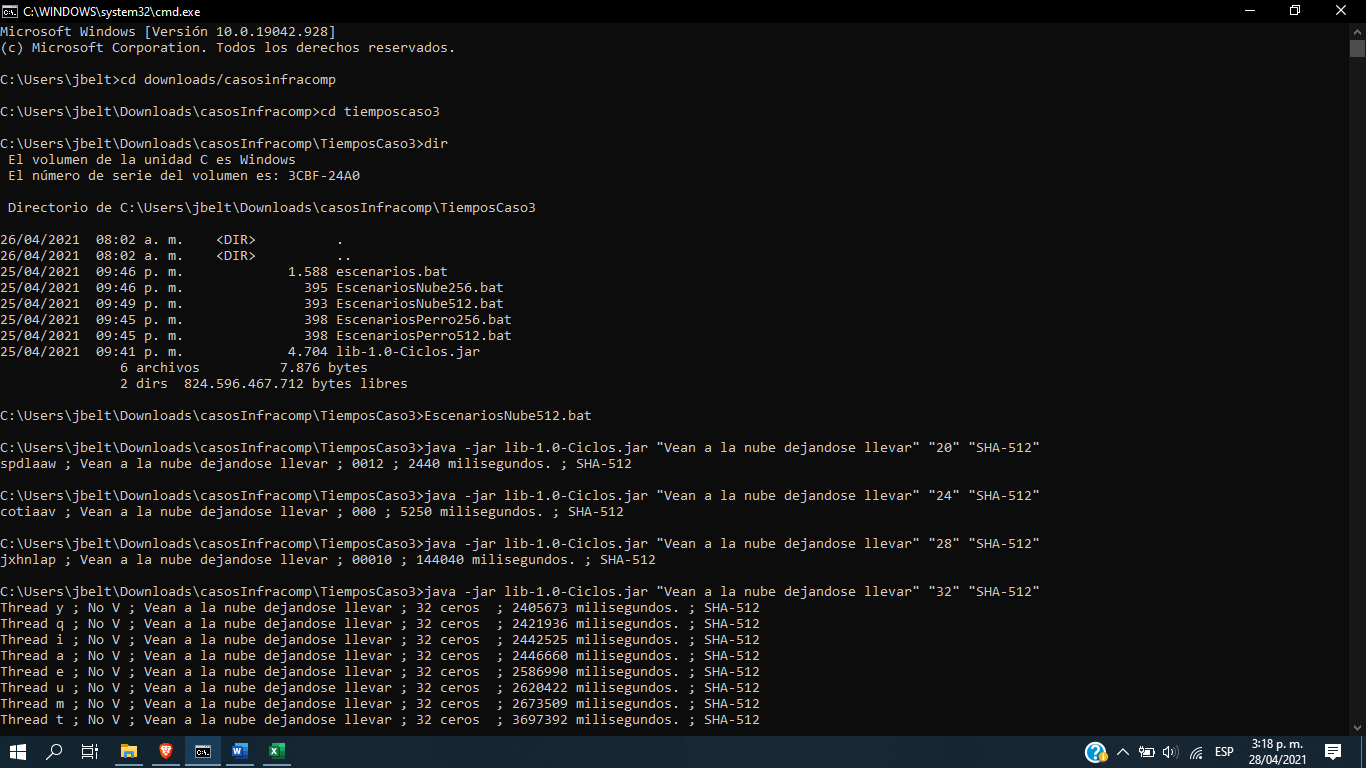 C:\WINDOWS\system32\cmd.exe
Microsoft Windows [Versión 10.0.19042.928]
(c) Microsoft Corporation. Todos los derechos reservados.
C:\Users\jbelt>cd downloads/casosinfracomp
C:\Users\jbelt\Downloads\casosInfracomp>cd tiemposcaso3
C:\Users\jbelt\Downloads\casosInfracomp\TiemposCaso3>dir
El volumen de la unidad C es Windows
El número de serie del volumen es: 3CBF-24A0
Directorio de C:\Users\jbelt\Downloads\casosInfracomp\TiemposCaso3
26/04/2021  08:02 a. m.    <DIR>          .
26/04/2021  08:02 a. m.    <DIR>          ..
25/04/2021  09:46 p. m.             1.588 escenarios.bat
25/04/2021  09:46 p. m.               395 EscenariosNube256.bat
25/04/2021  09:49 p. m.               393 EscenariosNube512.bat
25/04/2021  09:45 p. m.               398 EscenariosPerro256.bat
25/04/2021  09:45 p. m.               398 EscenariosPerro512.bat
25/04/2021  09:41 p. m.             4.704 lib-1.0-Ciclos.jar
6 archivos          7.876 bytes
2 dirs  824.596.467.712 bytes libres
C:\Users\jbelt\Downloads\casosInfracomp\TiemposCaso3>EscenariosNube512.bat
C:\Users\jbelt\Downloads\casosInfracomp\TiemposCaso3>java -jar lib-1.0-Ciclos.jar "Vean a la nube dejandose llevar" "20" "SHA-512"
spdlaaw ; Vean a la nube dejandose llevar ; 0012 ; 2440 milisegundos. ; SHA-512
C:\Users\jbelt\Downloads\casosInfracomp\TiemposCaso3>java -jar lib-1.0-Ciclos.jar "Vean a la nube dejandose llevar" "24" "SHA-512"
cotiaav ; Vean a la nube dejandose llevar ; 000 ; 5250 milisegundos. ; SHA-512
C:\Users\jbelt\Downloads\casosInfracomp\TiemposCaso3>java -jar lib-1.0-Ciclos.jar "Vean a la nube dejandose llevar" "28" "SHA-512"
jxhnlap ; Vean a la nube dejandose llevar ; 00010 ; 144040 milisegundos. ; SHA-512
C:\Users\jbelt\Downloads\casosInfracomp\TiemposCaso3>java -jar lib-1.0-Ciclos.jar "Vean a la nube dejandose llevar" "32" "SHA-512"
Thread y ; No V ; Vean a la nube dejandose llevar ; 32 ceros  ; 2405673 milisegundos. ; SHA-512
Thread q ; No V ; Vean a la nube dejandose llevar ; 32 ceros  ; 2421936 milisegundos. ; SHA-512
Thread i ; No V ; Vean a la nube dejandose llevar ; 32 ceros  ; 2442525 milisegundos. ; SHA-512
Thread a ; No V ; Vean a la nube dejandose llevar ; 32 ceros  ; 2446660 milisegundos. ; SHA-512
Thread e ; No V ; Vean a la nube dejandose llevar ; 32 ceros  ; 2586990 milisegundos. ; SHA-512
Thread u ; No V ; Vean a la nube dejandose llevar ; 32 ceros  ; 2620422 milisegundos. ; SHA-512
Thread m ; No V ; Vean a la nube dejandose llevar ; 32 ceros  ; 2673509 milisegundos. ; SHA-512
Thread t ; No V ; Vean a la nube dejandose llevar ; 32 ceros  ; 3697392 milisegundos. ; SHA-512
ESP
3:18 p. m.
28/04/2021